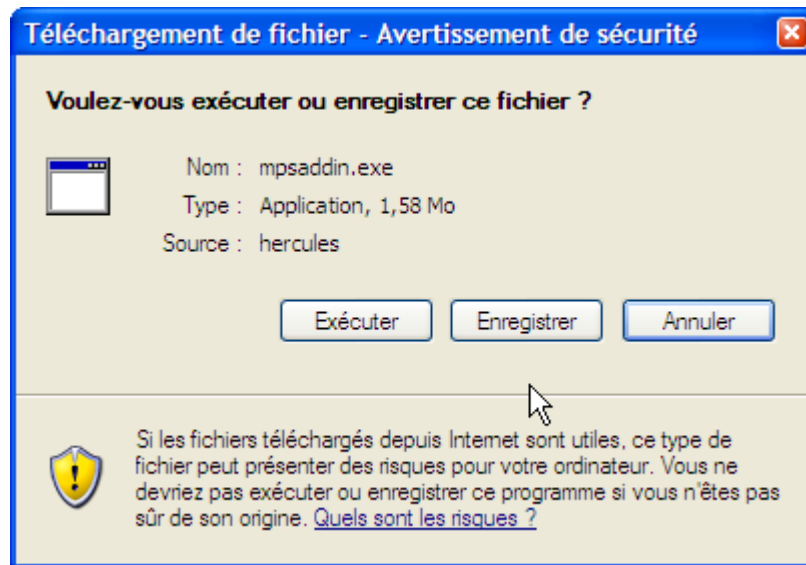 Téléchargement de fichier - Avertissement de sécurité
Voulez-vous exécuter ou enregistrer ce fichier ?
Nom : mpsaddin.exe
Type : Application, 1,58 Mo
Source : hercules
Exécuter Enregistrer Annuler
Si les fichiers téléchargés depuis Internet sont utiles, ce type de
fichier peut présenter des risques pour votre ordinateur. Vous ne
devriez pas exécuter ou enregistrer ce programme si vous n'êtes pas
sûr de son origine. Quels sont les risques ?